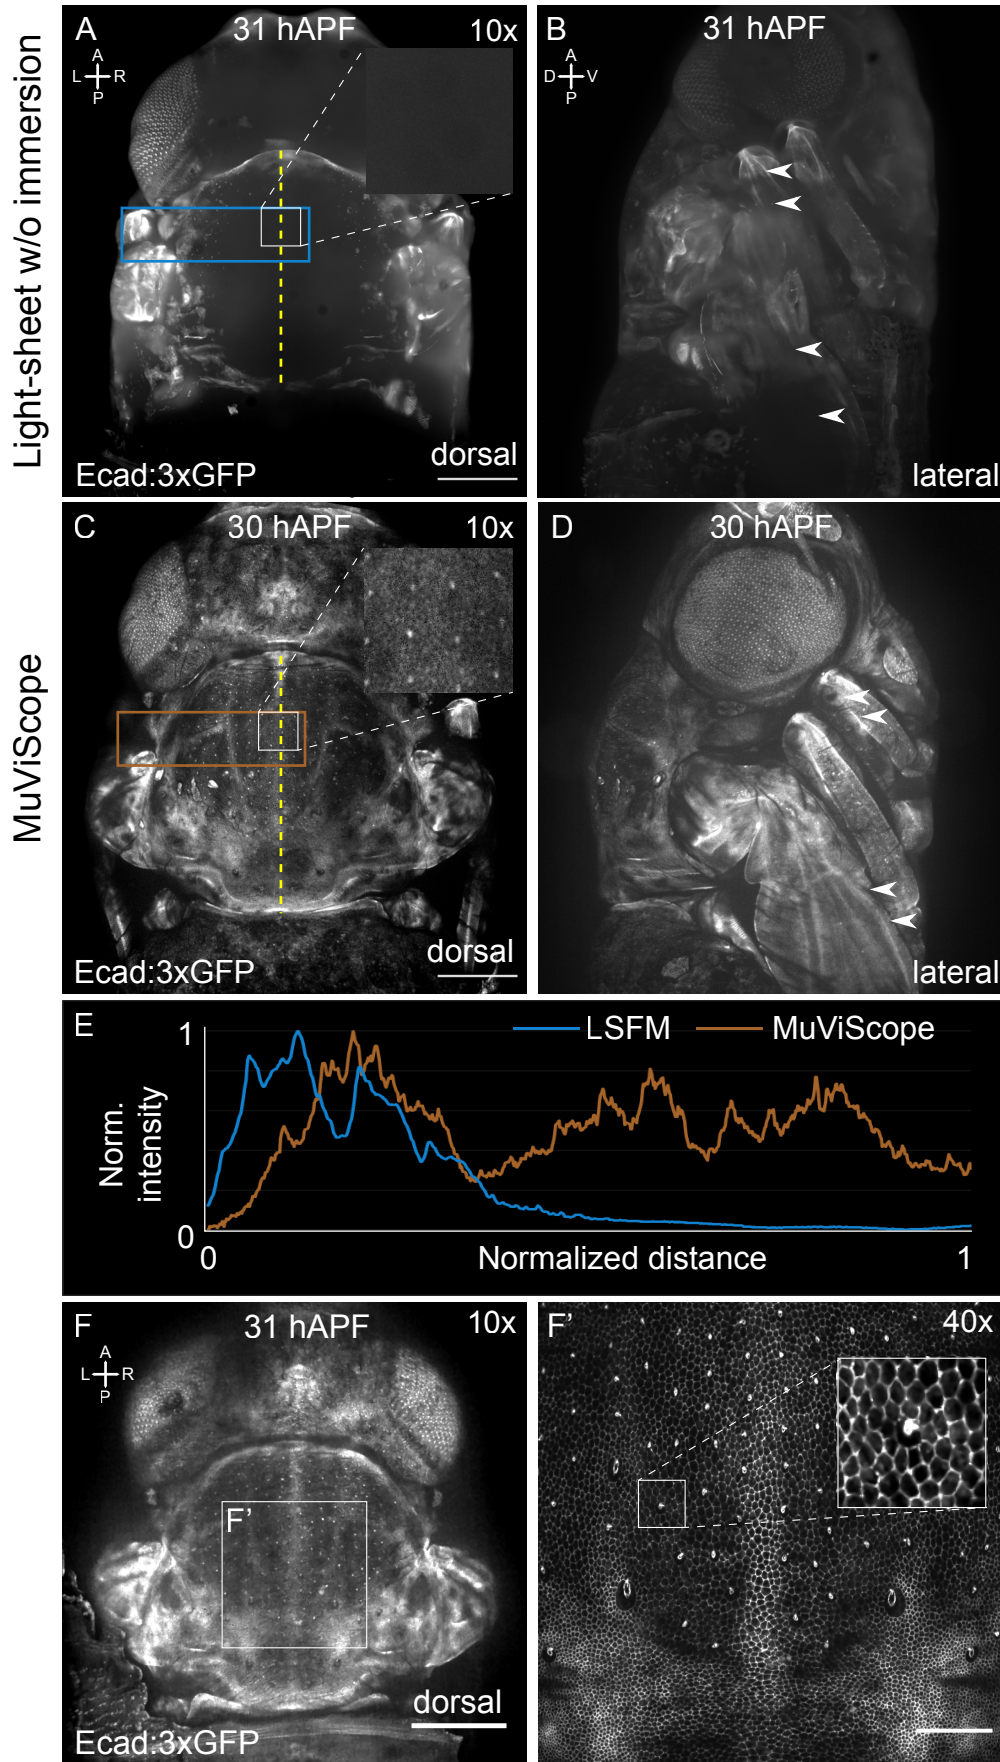 Light-sheet w/o immersion
A
31 hAPF
10x
A
L R
P
dorsal
Ecad:3xGFP
B
31 hAPF
A
D V
P
lateral
MuViScope
C
30 hAPF
10x
dorsal
Ecad:3xGFP
D
30 hAPF
lateral
E
1
LSFM
MuViScope
Norm.
intensity
0
0
Normalized distance
1
F
31 hAPF
10x
A
L R
P
F'
dorsal
Ecad:3xGFP
F'
40x